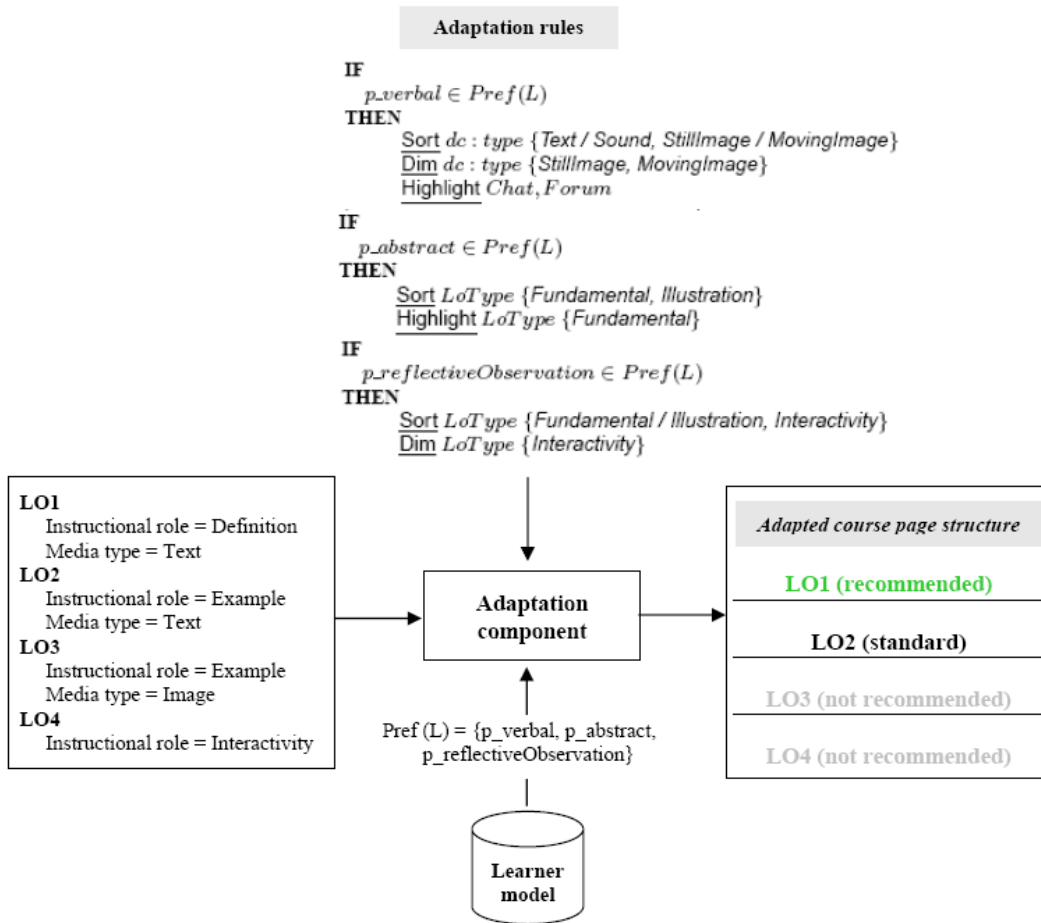 Adaptation rules
IF
p_verbal ∈ Pref(L)
THEN
Sort dc : type {Text / Sound, StillImage / MovingImage}
Dim dc : type {StillImage, MovingImage}
Highlight Chat, Forum
IF
p_abstract ∈ Pref(L)
THEN
Sort LoType {Fundamental, Illustration}
Highlight LoType {Fundamental}
IF
p_reflectiveObservation ∈ Pref(L)
THEN
Sort LoType {Fundamental / Illustration, Interactivity}
Dim LoType {Interactivity}
LO1
Instructional role = Definition
Media type = Text
LO2
Instructional role = Example
Media type = Text
LO3
Instructional role = Example
Media type = Image
LO4
Instructional role = Interactivity
Adaptation
component
Pref (L) = {p_verbal, p_abstract,
p_reflectiveObservation}
Learner
model
Adapted course page structure
LO1 (recommended)
LO2 (standard)
LO3 (not recommended)
LO4 (not recommended)